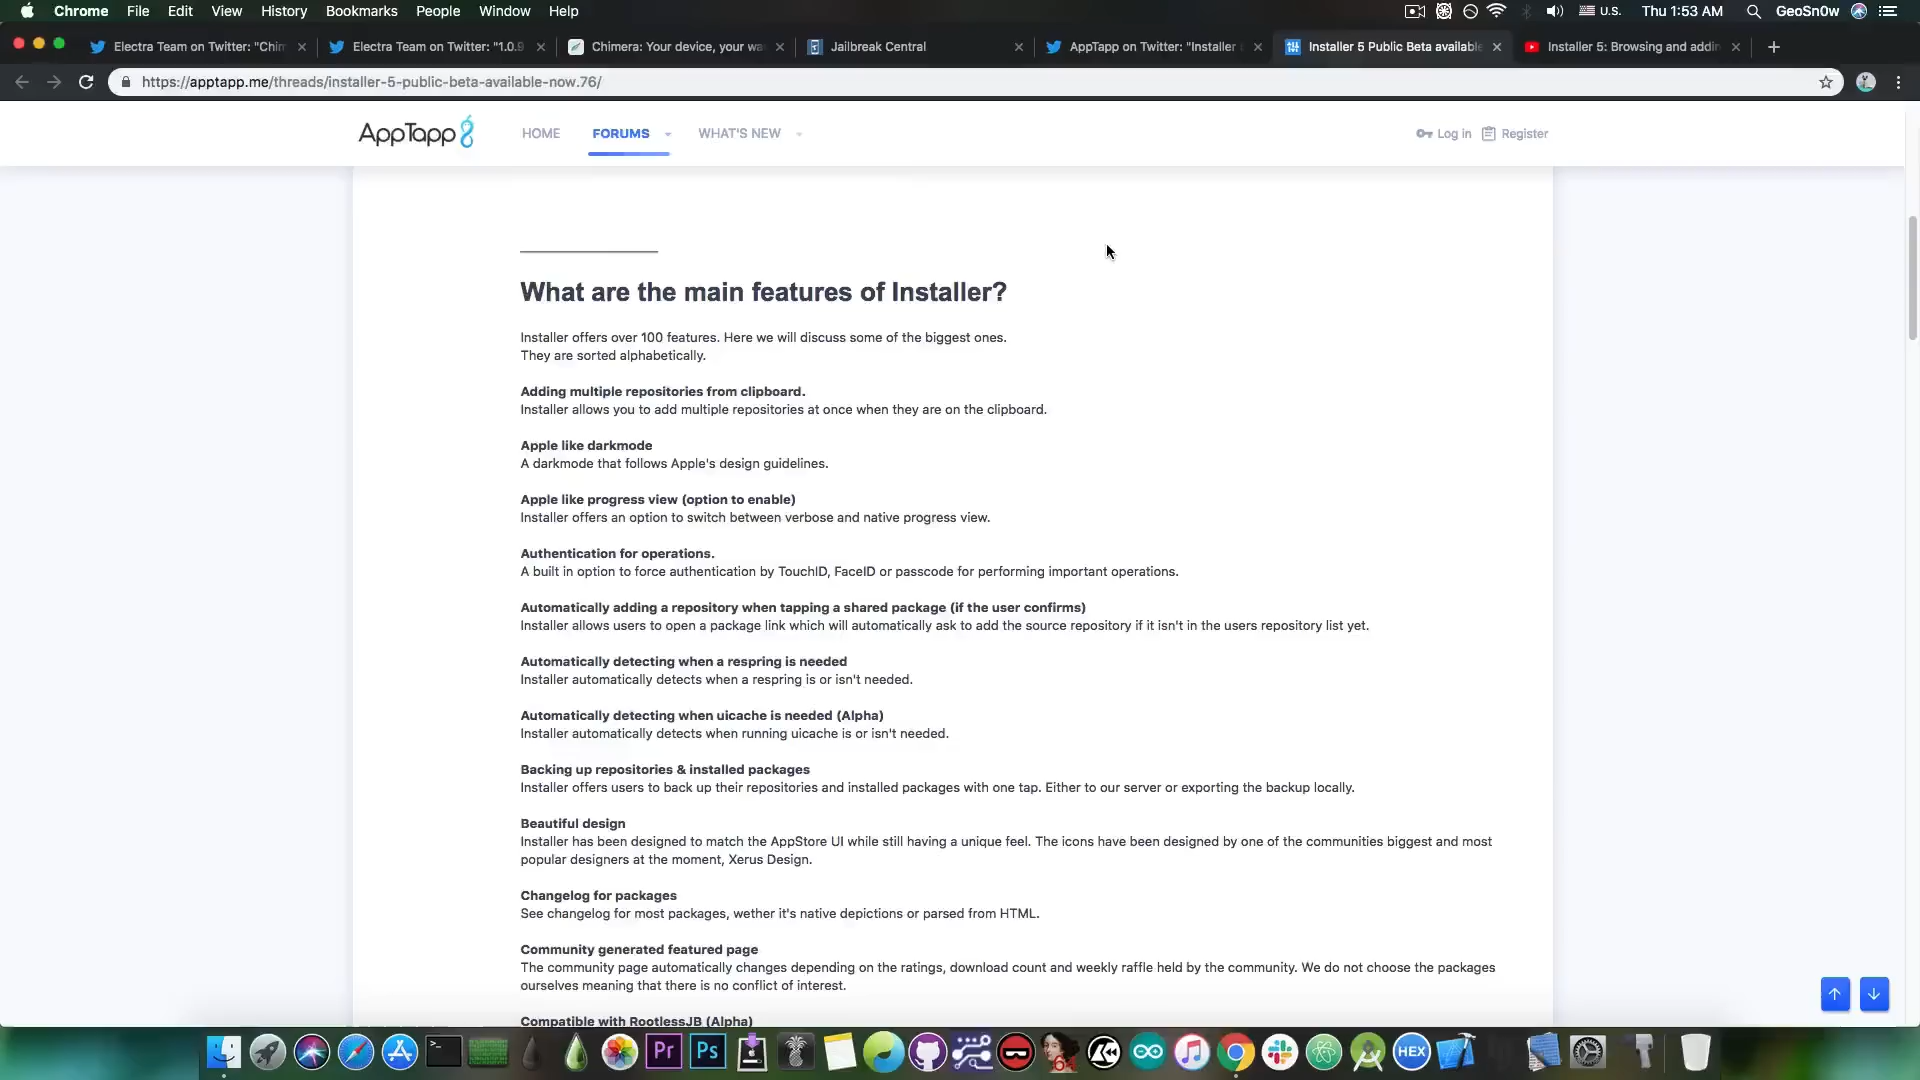 Chrome File Edit View History Bookmarks People Window Help U.S. Thu 1:53 AM GeoSn0w
Electra Team on Twitter: "Chim Electra Team on Twitter: "1.0.9 Chimera: Your device, your wa Jailbreak Central AppTapp on Twitter: "Installer Installer 5 Public Beta available Installer 5: Browsing and addin
https://apptapp.me/threads/installer-5-public-beta-available-now.76/
AppTapp HOME FORUMS WHAT'S NEW Log in Register
What are the main features of Installer?
Installer offers over 100 features. Here we will discuss some of the biggest ones.
They are sorted alphabetically.
Adding multiple repositories from clipboard.
Installer allows you to add multiple repositories at once when they are on the clipboard.
Apple like darkmode
A darkmode that follows Apple's design guidelines.
Apple like progress view (option to enable)
Installer offers an option to switch between verbose and native progress view.
Authentication for operations.
A built in option to force authentication by TouchID, FaceID or passcode for performing important operations.
Automatically adding a repository when tapping a shared package (if the user confirms)
Installer allows users to open a package link which will automatically ask to add the source repository if it isn't in the users repository list yet.
Automatically detecting when a respring is needed
Installer automatically detects when a respring is or isn't needed.
Automatically detecting when uicache is needed (Alpha)
Installer automatically detects when running uicache is or isn't needed.
Backing up repositories & installed packages
Installer offers users to back up their repositories and installed packages with one tap. Either to our server or exporting the backup locally.
Beautiful design
Installer has been designed to match the AppStore UI while still having a unique feel. The icons have been designed by one of the communities biggest and most
popular designers at the moment, Xerus Design.
Changelog for packages
See changelog for most packages, wether it's native depictions or parsed from HTML.
Community generated featured page
The community page automatically changes depending on the ratings, download count and weekly raffle held by the community. We do not choose the packages
ourselves meaning that there is no conflict of interest.
Compatible with RootlessJB (Alpha)
Pr Ps 64 HEX